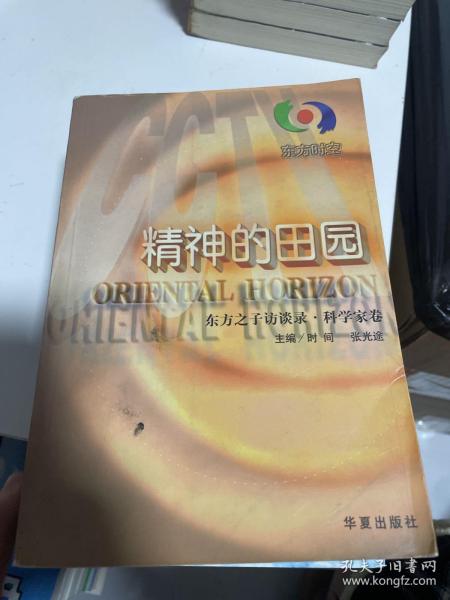 CCTV
东方时空
精神的田园
ORIENTAL HORIZON
ORIENTAL HORIZON
东方之子访谈录·科学家卷
主编/时间 张光途
华夏出版社
孔夫子旧书网
www.kongfz.com